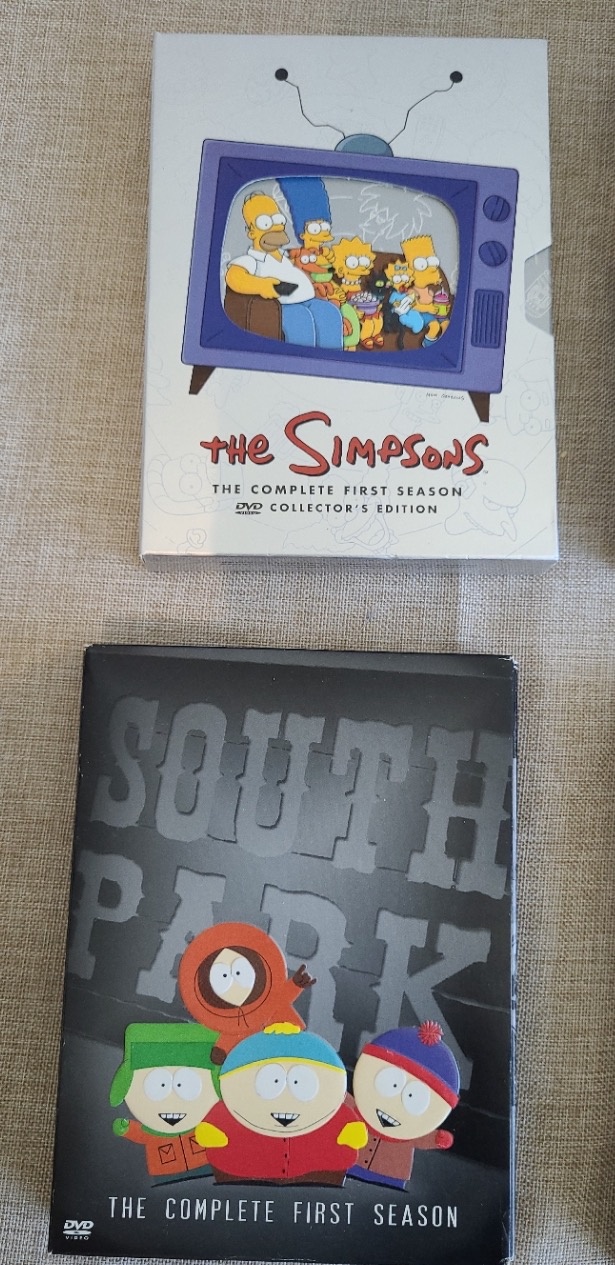 THE SIMPSONS
THE COMPLETE FIRST SEASON
DVD COLLECTOR'S EDITION
SOUTH
PARK
THE COMPLETE FIRST SEASON
DVD
VIDEO